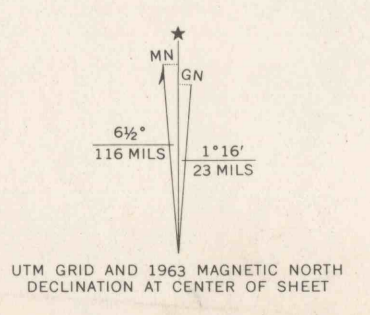 ★
MN
GN
6½°
116 MILS
1°16′
23 MILS
UTM GRID AND 1963 MAGNETIC NORTH
DECLINATION AT CENTER OF SHEET